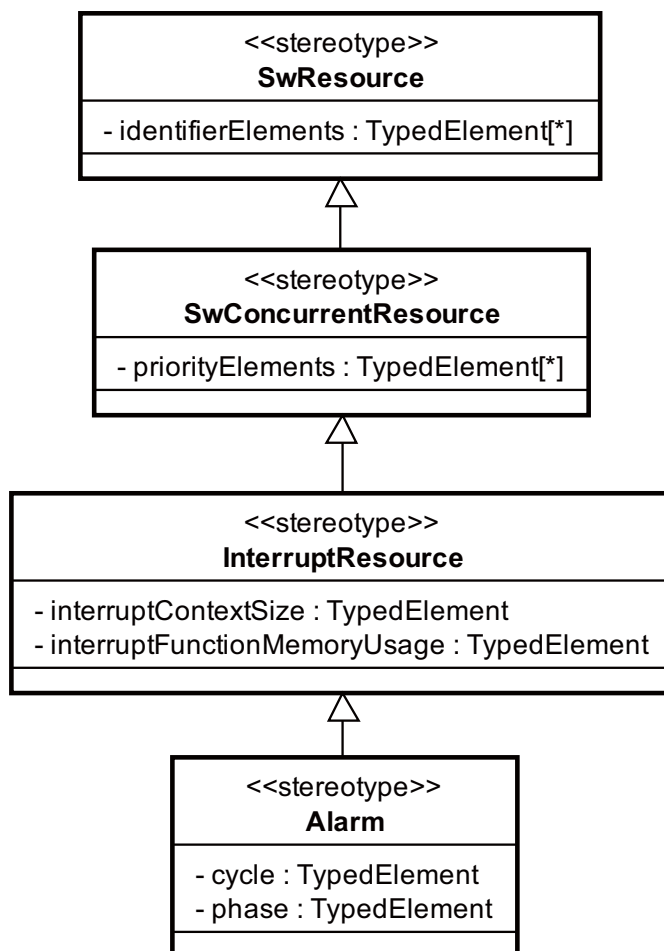 <<stereotype>>
SwResource
- identifierElements : TypedElement[*]
<<stereotype>>
SwConcurrentResource
- priorityElements : TypedElement[*]
<<stereotype>>
InterruptResource
- interruptContextSize : TypedElement
- interruptFunctionMemoryUsage : TypedElement
<<stereotype>>
Alarm
- cycle : TypedElement
- phase : TypedElement